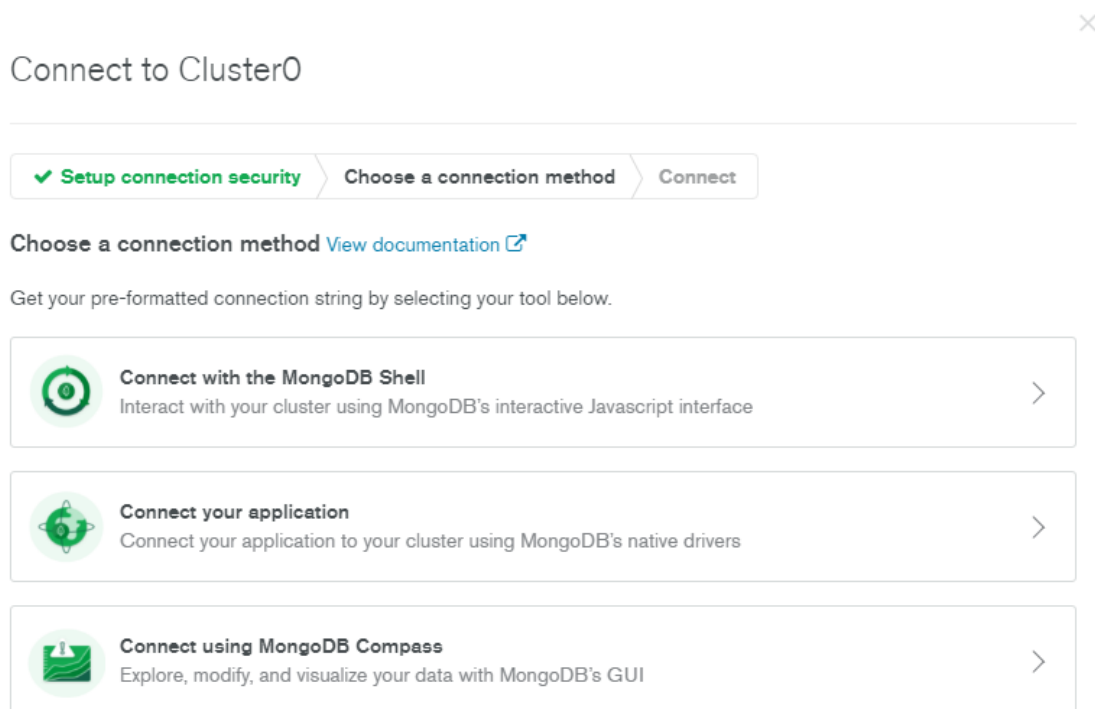 Connect to Cluster0
Setup connection security Choose a connection method Connect
Choose a connection method View documentation
Get your pre-formatted connection string by selecting your tool below.
Connect with the MongoDB Shell
Interact with your cluster using MongoDB's interactive Javascript interface
Connect your application
Connect your application to your cluster using MongoDB's native drivers
Connect using MongoDB Compass
Explore, modify, and visualize your data with MongoDB's GUI